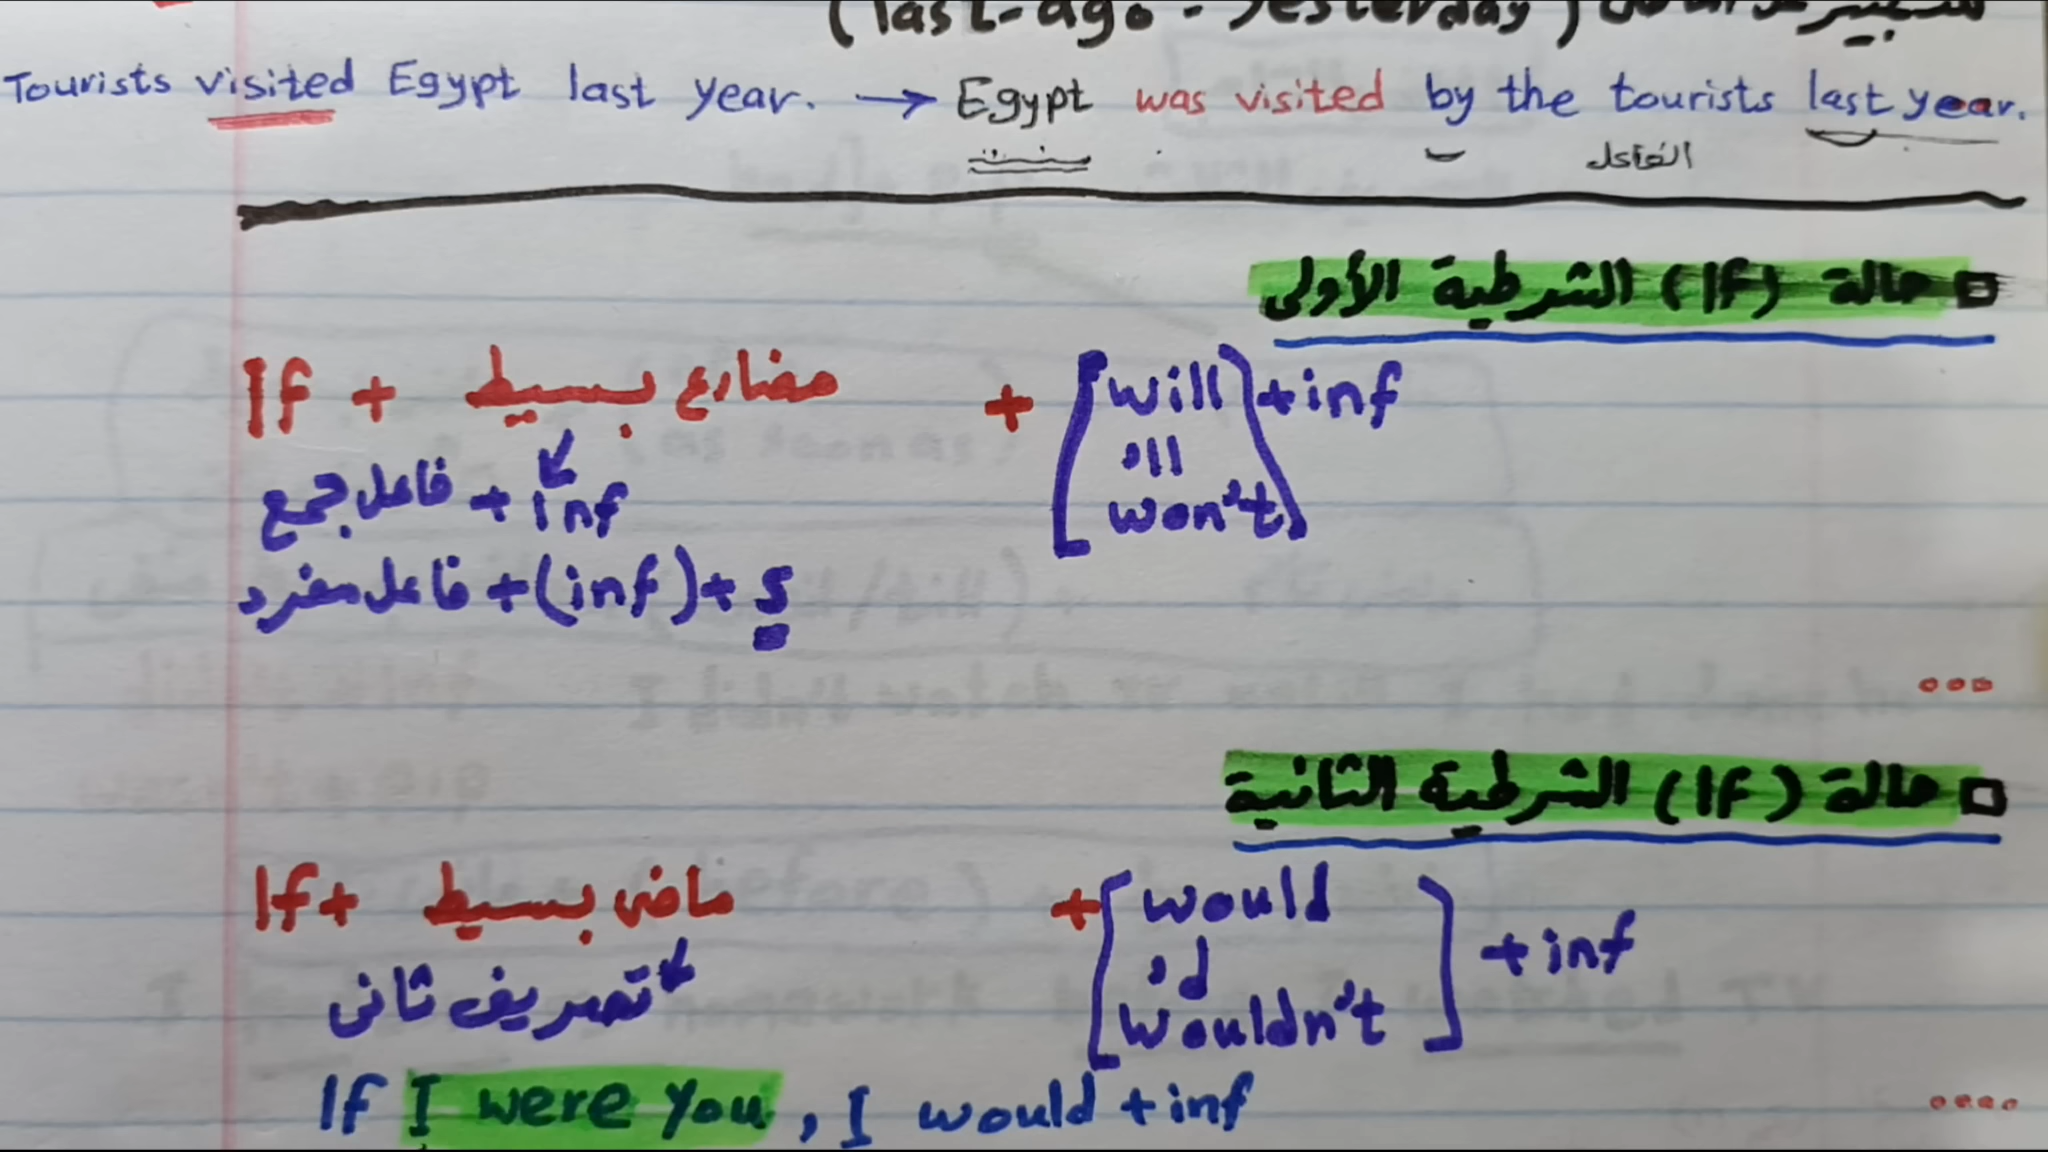 (last - ago - yesterday)
Tourists visited Egypt last year. → Egypt was visited by the tourists last year.
الفاعل
حالة (If) الشرطية الأولى
If + مضارع بسيط + [will +inf
'll
won't]
فاعل جمع + inf
فاعل مفرد + (inf) + s
...
حالة (If) الشرطية الثانية
If + ماضى بسيط + [would
'd
wouldn't] + inf
تصريف ثانى
If I were you, I would + inf
....